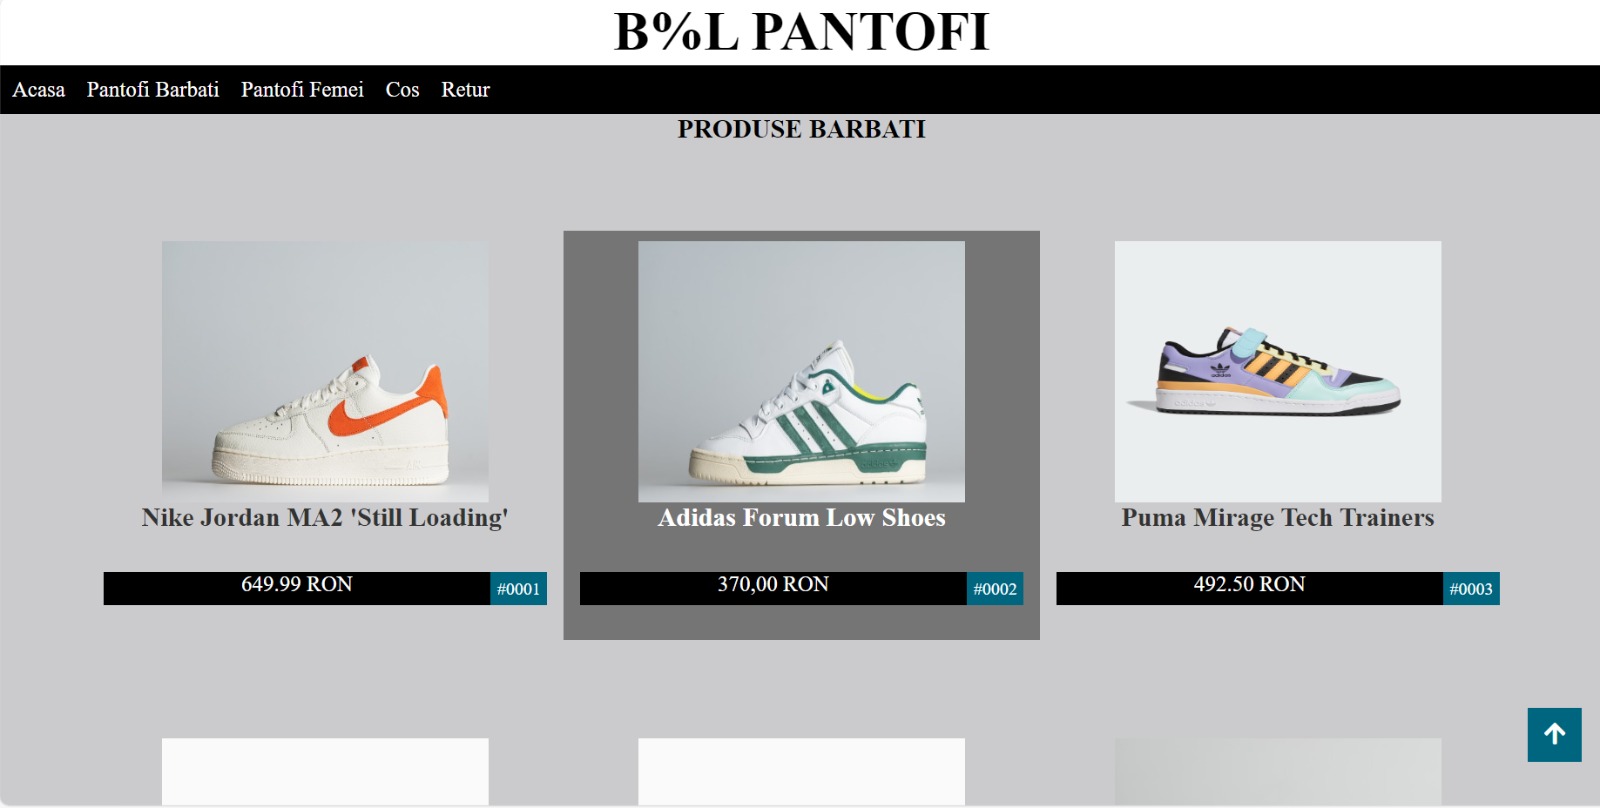 B%L PANTOFI
Acasa Pantofi Barbati Pantofi Femei Cos Retur
PRODUSE BARBATI
Nike Jordan MA2 'Still Loading'
Adidas Forum Low Shoes
Puma Mirage Tech Trainers
649.99 RON #0001
370,00 RON #0002
492.50 RON #0003